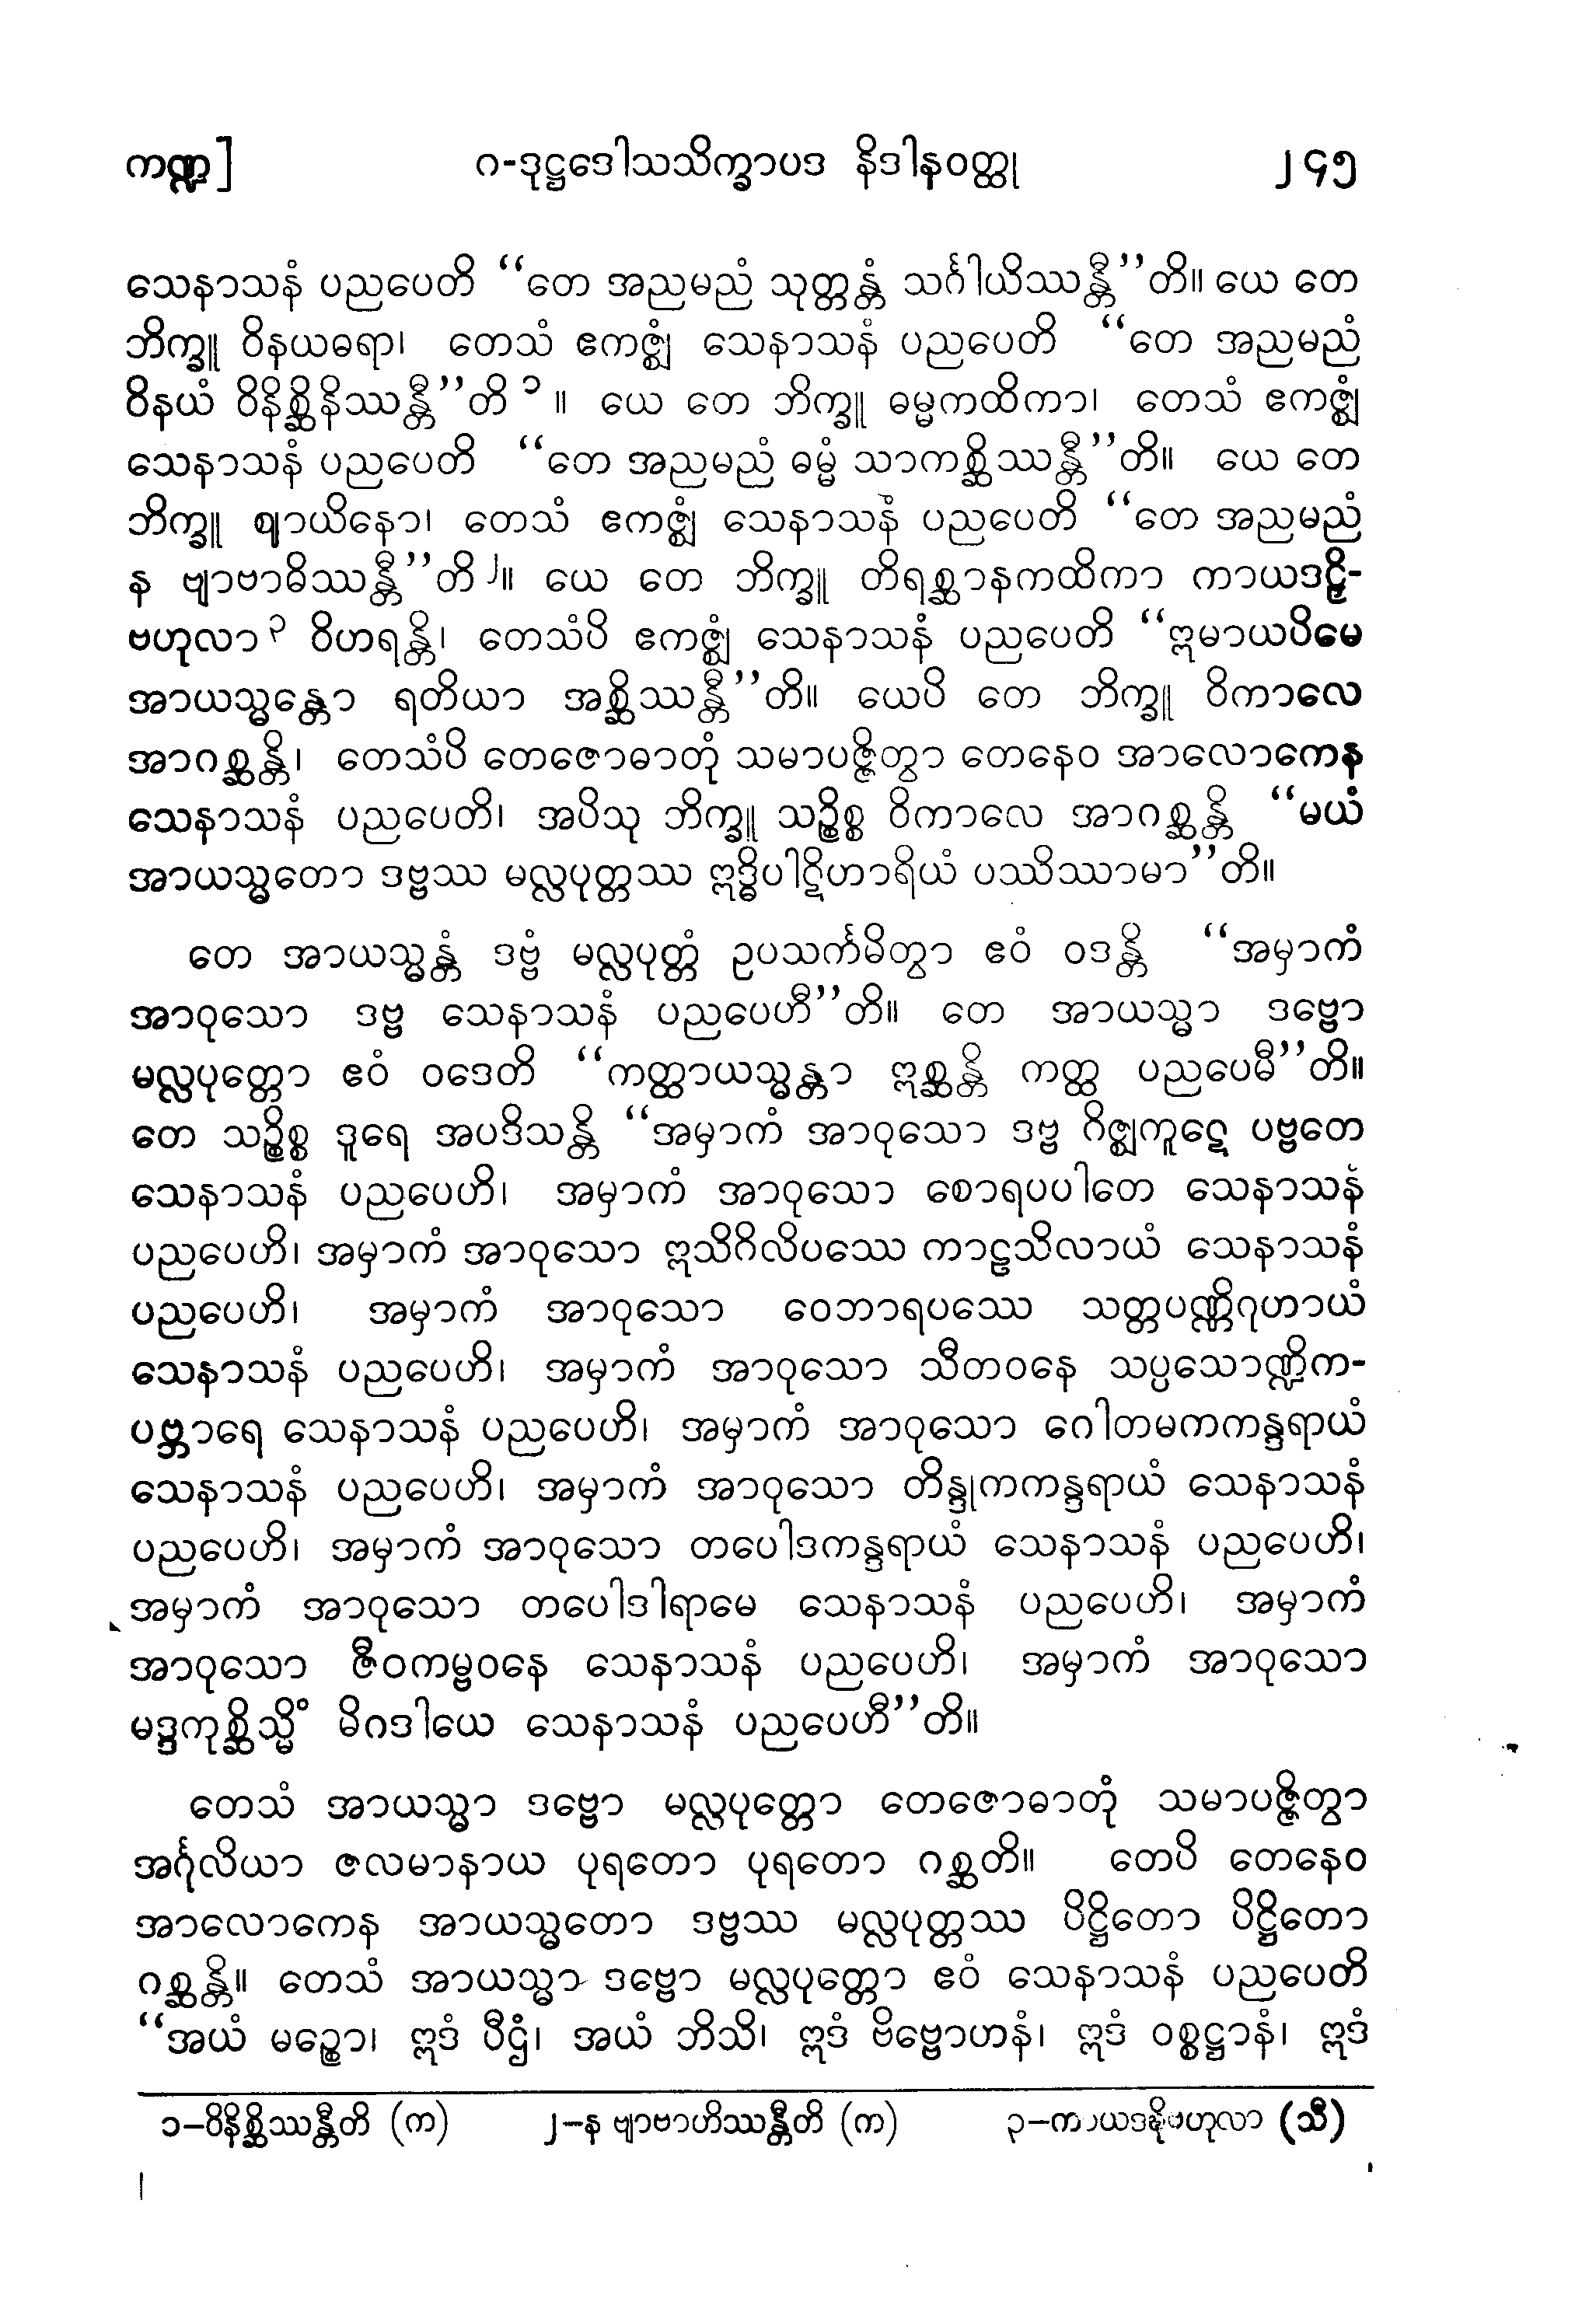 ကဏ္ဍ] ဂ-ဒုဋ္ဌဒေါသသိက္ခာပဒ နိဒါနဝတ္ထု ၂၄၅
သေနာသနံ ပညပေတိ “တေ အညမညံ သုတ္တန္တံ သင်္ဂါယိဿန္တီ”တိ။ ယေ တေ
ဘိက္ခူ ဝိနယဓရာ၊ တေသံ ဧကဇ္ဈံ သေနာသနံ ပညပေတိ “တေ အညမညံ
ဝိနယံ ဝိနိစ္ဆိနိဿန္တီ”တိ ၁ ။ ယေ တေ ဘိက္ခူ ဓမ္မကထိကာ၊ တေသံ ဧကဇ္ဈံ
သေနာသနံ ပညပေတိ “တေ အညမညံ ဓမ္မံ သာကစ္ဆိဿန္တီ”တိ။ ယေ တေ
ဘိက္ခူ ဈာယိနော၊ တေသံ ဧကဇ္ဈံ သေနာသနံ ပညပေတိ “တေ အညမညံ
န ဗျာဗာဓိဿန္တီ”တိ ၂။ ယေ တေ ဘိက္ခူ တိရစ္ဆာနကထိကာ ကာယဒဠှိ-
ဗဟုလာ ၃ ဝိဟရန္တိ၊ တေသံပိ ဧကဇ္ဈံ သေနာသနံ ပညပေတိ “ဣမာယပိမေ
အာယသ္မန္တော ရတိယာ အစ္ဆိဿန္တီ”တိ။ ယေပိ တေ ဘိက္ခူ ဝိကာလေ
အာဂစ္ဆန္တိ၊ တေသံပိ တေဇောဓာတုံ သမာပဇ္ဇိတွာ တေနေဝ အာလောကေန
သေနာသနံ ပညပေတိ၊ အပိသု ဘိက္ခူ သဉ္စိစ္စ ဝိကာလေ အာဂစ္ဆန္တိ “မယံ
အာယသ္မတော ဒဗ္ဗဿ မလ္လပုတ္တဿ ဣဒ္ဓိပါဋိဟာရိယံ ပဿိဿာမာ”တိ။
တေ အာယသ္မန္တံ ဒဗ္ဗံ မလ္လပုတ္တံ ဥပသင်္ကမိတွာ ဧဝံ ဝဒန္တိ “အမှာကံ
အာဝုသော ဒဗ္ဗ သေနာသနံ ပညပေဟီ”တိ။ တေ အာယသ္မာ ဒဗ္ဗော
မလ္လပုတ္တော ဧဝံ ဝဒေတိ “ကတ္ထာယသ္မန္တာ ဣစ္ဆန္တိ ကတ္ထ ပညပေမီ”တိ။
တေ သဉ္စိစ္စ ဒူရေ အပဒိသန္တိ “အမှာကံ အာဝုသော ဒဗ္ဗ ဂိဇ္ဈကူဋေ ပဗ္ဗတေ
သေနာသနံ ပညပေဟိ၊ အမှာကံ အာဝုသော စောရပပါတေ သေနာသနံ
ပညပေဟိ၊ အမှာကံ အာဝုသော ဣသိဂိလိပဿေ ကာဠသိလာယံ သေနာသနံ
ပညပေဟိ၊ အမှာကံ အာဝုသော ဝေဘာရပဿေ သတ္တပဏ္ဏိဂုဟာယံ
သေနာသနံ ပညပေဟိ၊ အမှာကံ အာဝုသော သီတဝနေ သပ္ပသောဏ္ဍိက-
ပဗ္ဘာရေ သေနာသနံ ပညပေဟိ၊ အမှာကံ အာဝုသော ဂေါတမကကန္ဒရာယံ
သေနာသနံ ပညပေဟိ၊ အမှာကံ အာဝုသော တိန္ဒုကကန္ဒရာယံ သေနာသနံ
ပညပေဟိ၊ အမှာကံ အာဝုသော တပေါဒကန္ဒရာယံ သေနာသနံ ပညပေဟိ၊
အမှာကံ အာဝုသော တပေါဒါရာမေ သေနာသနံ ပညပေဟိ၊ အမှာကံ
အာဝုသော ဇီဝကမ္ဗဝနေ သေနာသနံ ပညပေဟိ၊ အမှာကံ အာဝုသော
မဒ္ဒကုစ္ဆိသ္မိံ မိဂဒါယေ သေနာသနံ ပညပေဟီ”တိ။
တေသံ အာယသ္မာ ဒဗ္ဗော မလ္လပုတ္တော တေဇောဓာတုံ သမာပဇ္ဇိတွာ
အင်္ဂုလိယာ ဇလမာနာယ ပုရတော ပုရတော ဂစ္ဆတိ။ တေပိ တေနေဝ
အာလောကေန အာယသ္မတော ဒဗ္ဗဿ မလ္လပုတ္တဿ ပိဋ္ဌိတော ပိဋ္ဌိတော
ဂစ္ဆန္တိ။ တေသံ အာယသ္မာ ဒဗ္ဗော မလ္လပုတ္တော ဧဝံ သေနာသနံ ပညပေတိ
“အယံ မဉ္စော၊ ဣဒံ ပီဌံ၊ အယံ ဘိသိ၊ ဣဒံ ဗိဗ္ဗောဟနံ၊ ဣဒံ ဝစ္စဋ္ဌာနံ၊ ဣဒံ
၁–ဝိနိစ္ဆိဿန္တီတိ (က) ၂–န ဗျာဗာဟိဿန္တီတိ (က) ၃– (သီ)